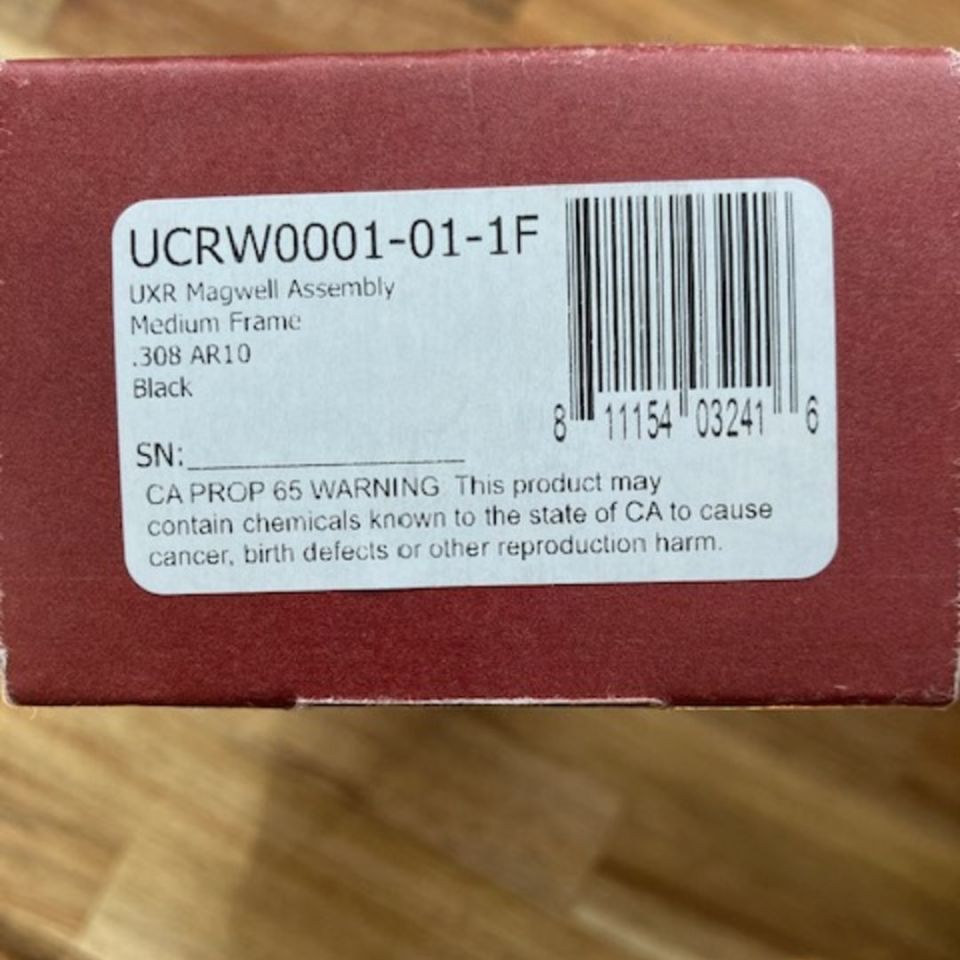 UCRW0001-01-1F
UXR Magwell Assembly
Medium Frame
.308 AR10
Black
8 11154 03241 6
SN:
CA PROP 65 WARNING This product may
contain chemicals known to the state of CA to cause
cancer, birth defects or other reproduction harm.